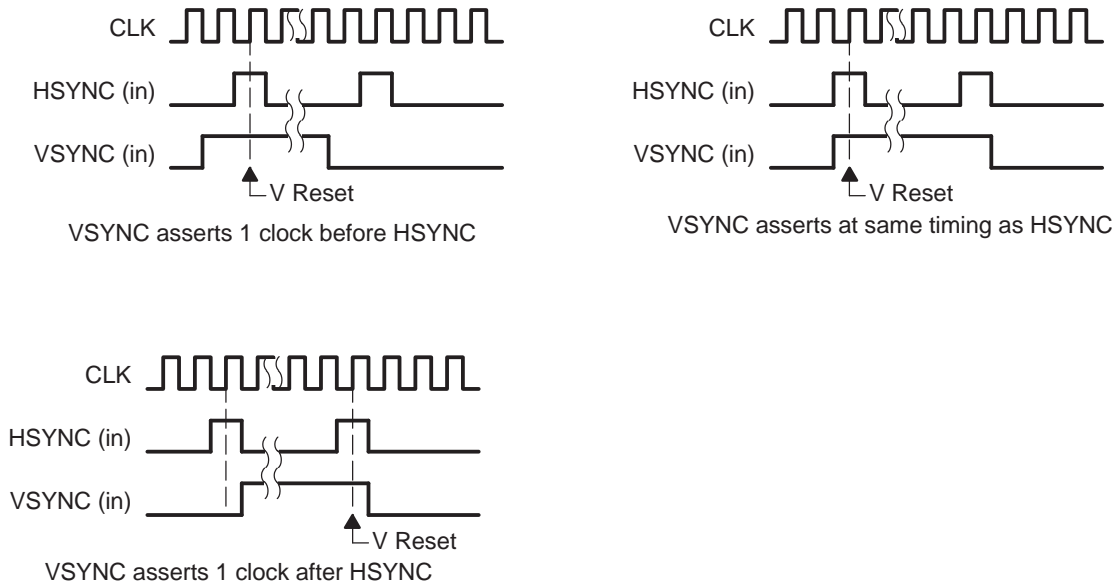 CLK
HSYNC (in)
VSYNC (in)
V Reset
VSYNC asserts 1 clock before HSYNC
CLK
HSYNC (in)
VSYNC (in)
V Reset
VSYNC asserts at same timing as HSYNC
CLK
HSYNC (in)
VSYNC (in)
V Reset
VSYNC asserts 1 clock after HSYNC